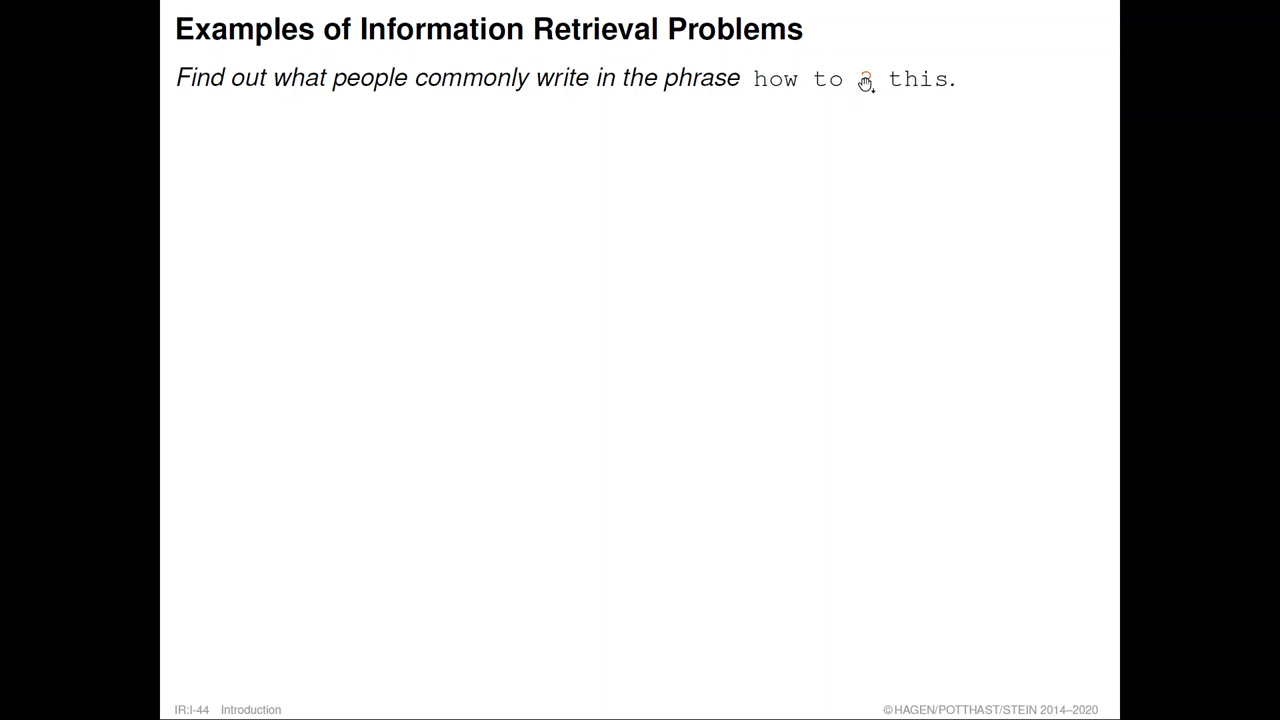 Examples of Information Retrieval Problems
Find out what people commonly write in the phrase how to ? this.
IR:I-44 Introduction
©HAGEN/POTTHAST/STEIN 2014–2020